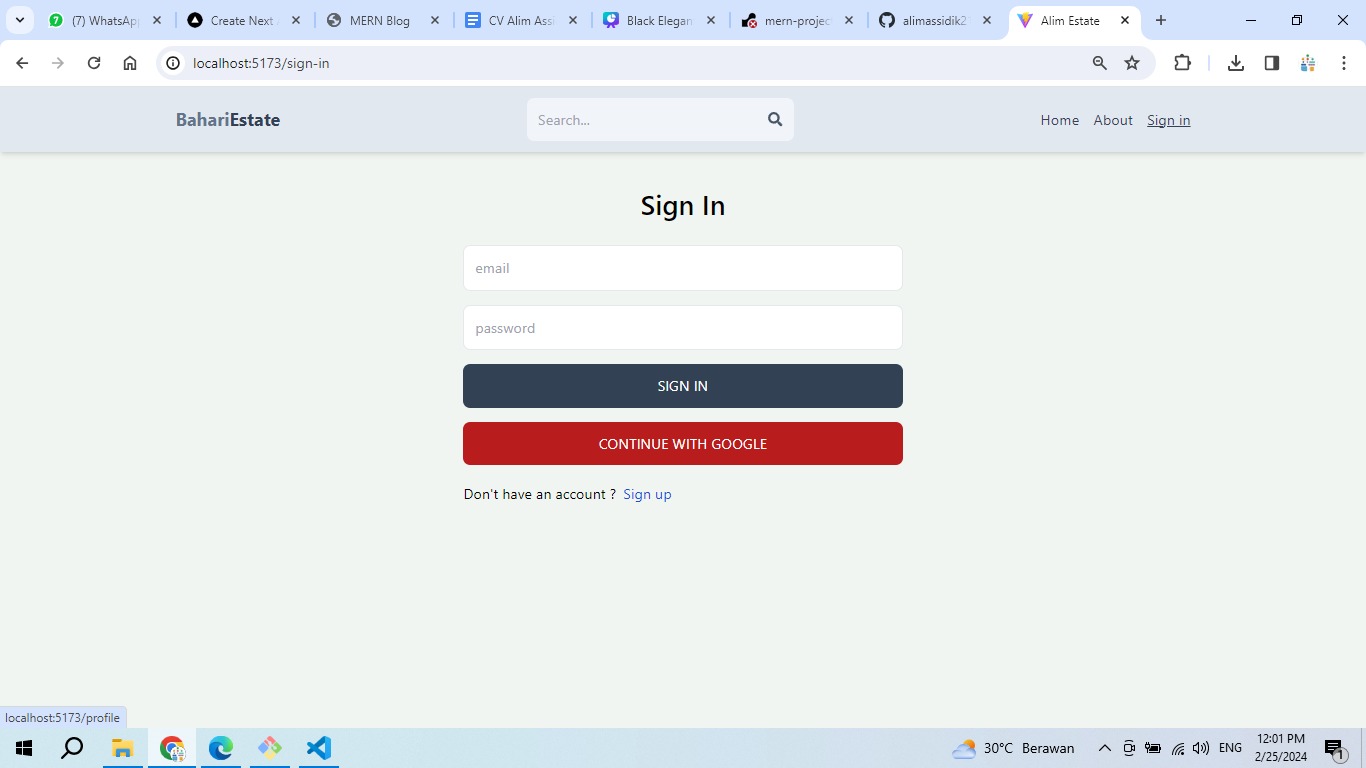 (7) WhatsApp
Create Next A
MERN Blog
CV Alim Assi
Black Elegan
mern-project
alimassidik2
Alim Estate
localhost:5173/sign-in
BahariEstate
Search...
Home
About
Sign in
Sign In
email
password
SIGN IN
CONTINUE WITH GOOGLE
Don't have an account ? Sign up
localhost:5173/profile
30°C Berawan
ENG
12:01 PM
2/25/2024
1